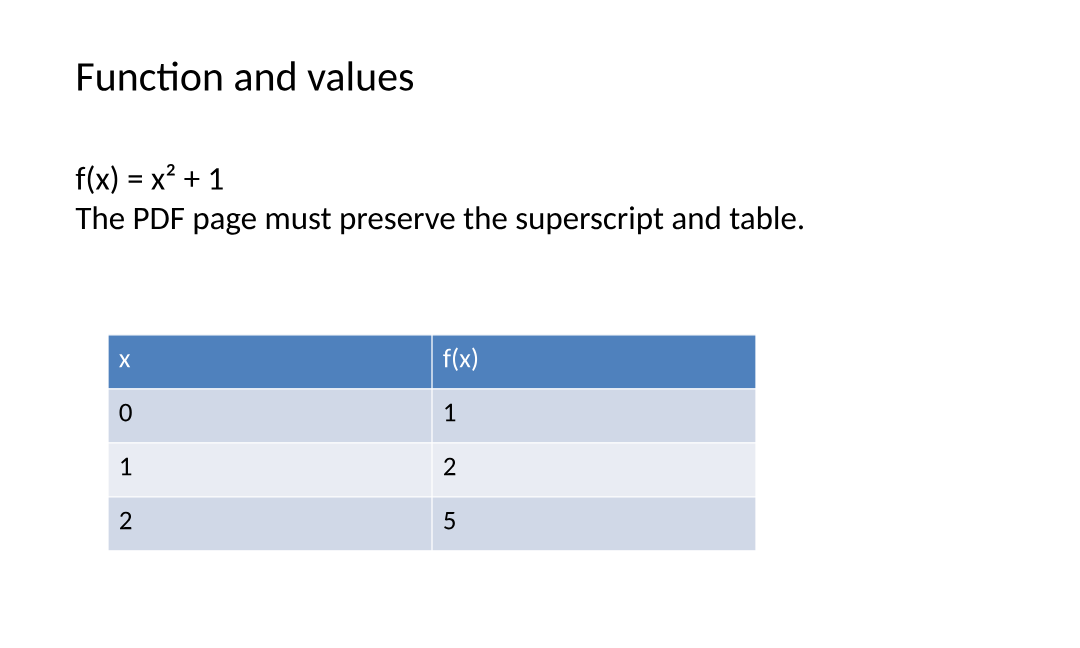 Function and values
f(x) = x² + 1
The PDF page must preserve the superscript and table.
x f(x)
0 1
1 2
2 5